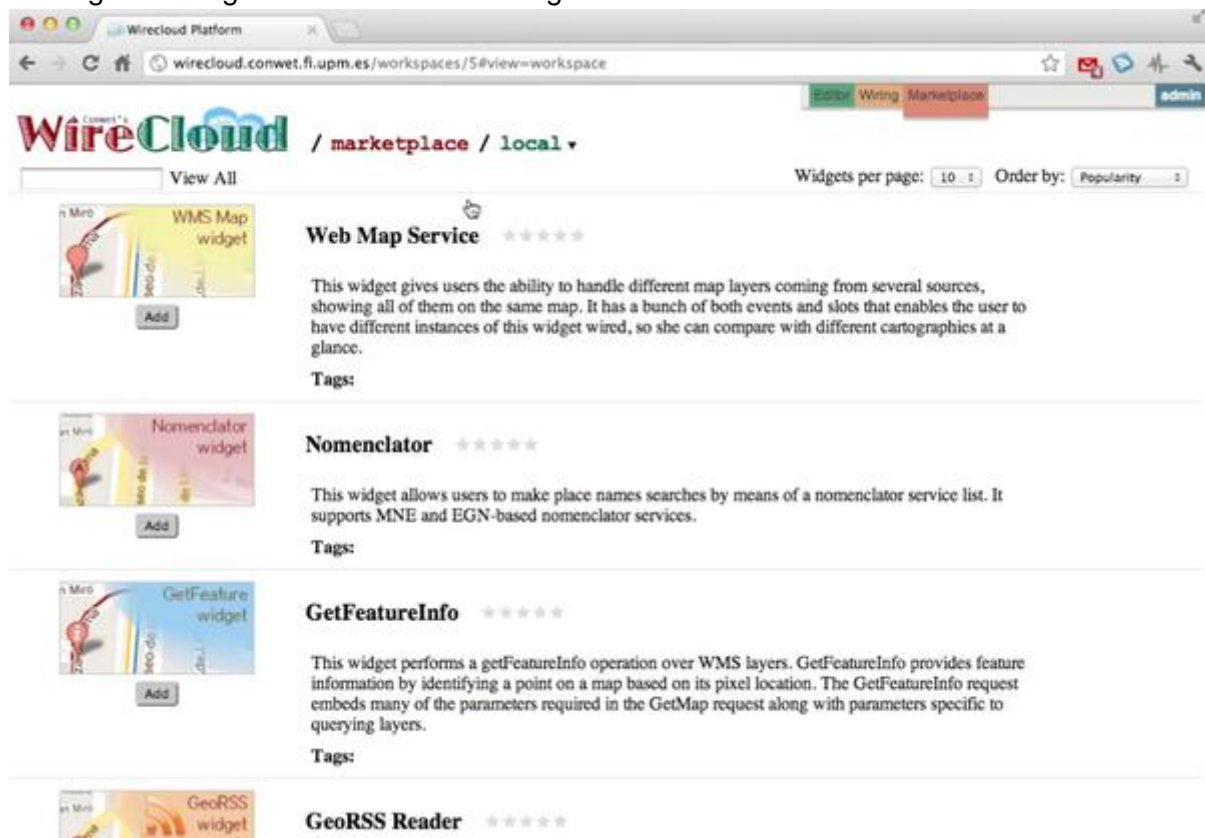 Wirecloud Platform
wirecloud.conwet.fi.upm.es/workspaces/5#view=workspace
Editor Wiring Marketplace admin
Conwet's
WireCloud / marketplace / local
View All Widgets per page: 10 Order by: Popularity
WMS Map
widget
Add
Web Map Service
This widget gives users the ability to handle different map layers coming from several sources,
showing all of them on the same map. It has a bunch of both events and slots that enables the user to
have different instances of this widget wired, so she can compare with different cartographies at a
glance.
Tags:
Nomenclator
widget
Add
Nomenclator
This widget allows users to make place names searches by means of a nomenclator service list. It
supports MNE and EGN-based nomenclator services.
Tags:
GetFeature
widget
Add
GetFeatureInfo
This widget performs a getFeatureInfo operation over WMS layers. GetFeatureInfo provides feature
information by identifying a point on a map based on its pixel location. The GetFeatureInfo request
embeds many of the parameters required in the GetMap request along with parameters specific to
querying layers.
Tags:
GeoRSS
widget
GeoRSS Reader